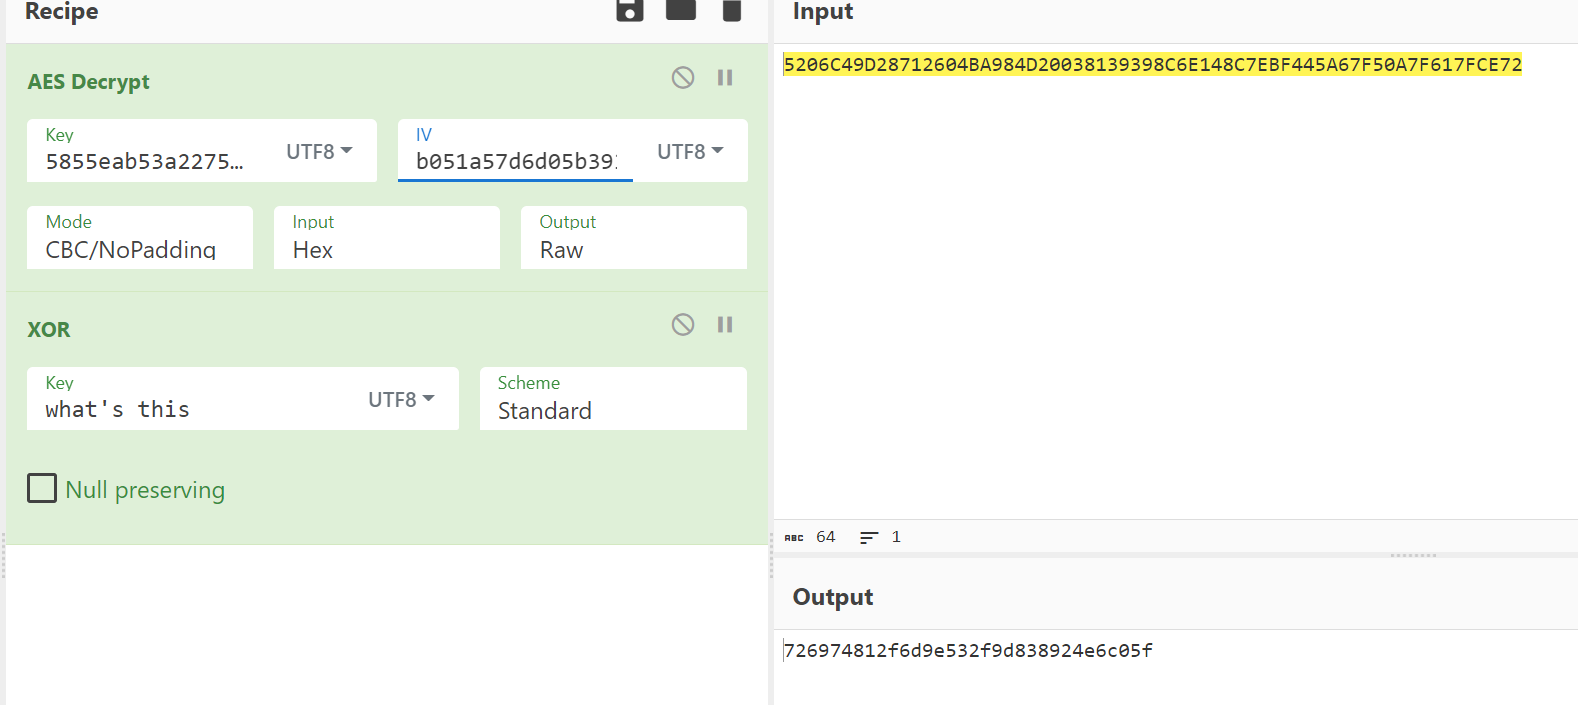 Recipe
AES Decrypt
Key
5855eab53a2275…
UTF8
IV
b051a57d6d05b39
UTF8
Mode
CBC/NoPadding
Input
Hex
Output
Raw
XOR
Key
what's this
UTF8
Scheme
Standard
Null preserving
Input
5206C49D28712604BA984D20038139398C6E148C7EBF445A67F50A7F617FCE72
ABC 64 1
Output
726974812f6d9e532f9d838924e6c05f